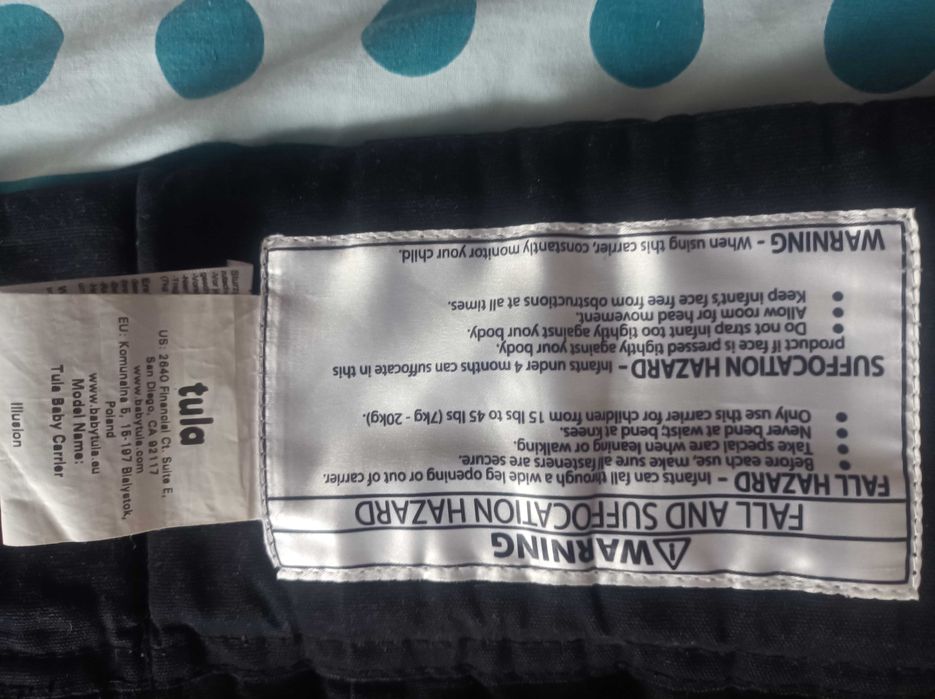 WARNING
FALL AND SUFFOCATION HAZARD
FALL HAZARD - Infants can fall through a wide leg opening or out of carrier.
● Before each use, make sure all fasteners are secure.
● Take special care when leaning or walking.
● Never bend at waist; bend at knees.
● Only use this carrier for children from 15 lbs to 45 lbs (7kg - 20kg).
SUFFOCATION HAZARD - Infants under 4 months can suffocate in this
product if face is pressed tightly against your body.
● Do not strap infant too tightly against your body.
● Allow room for head movement.
● Keep infant's face free from obstructions at all times.
WARNING - When using this carrier, constantly monitor your child.
tula
US: 2640 Financial Ct. Suite E,
San Diego, CA 92117
www.babytula.com
EU: Komunalna 5, 15-197 Bialystok,
Poland
www.babytula.eu
Model Name:
Tula Baby Carrier
Illusion